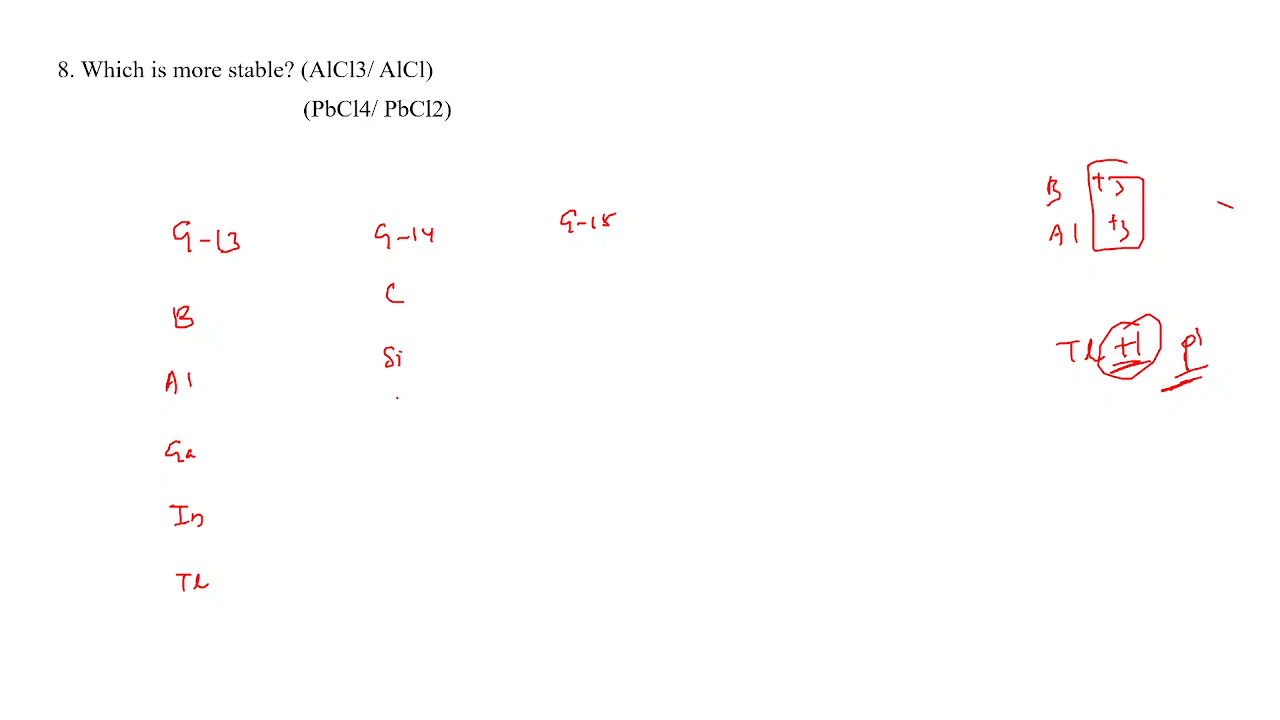 8. Which is more stable? (AlCl3/ AlCl)
(PbCl4/ PbCl2)
G-13 G-14 G-15
B C
Al Si
Ga
In
Tl
B +3
Al +3
Tl +1 p1